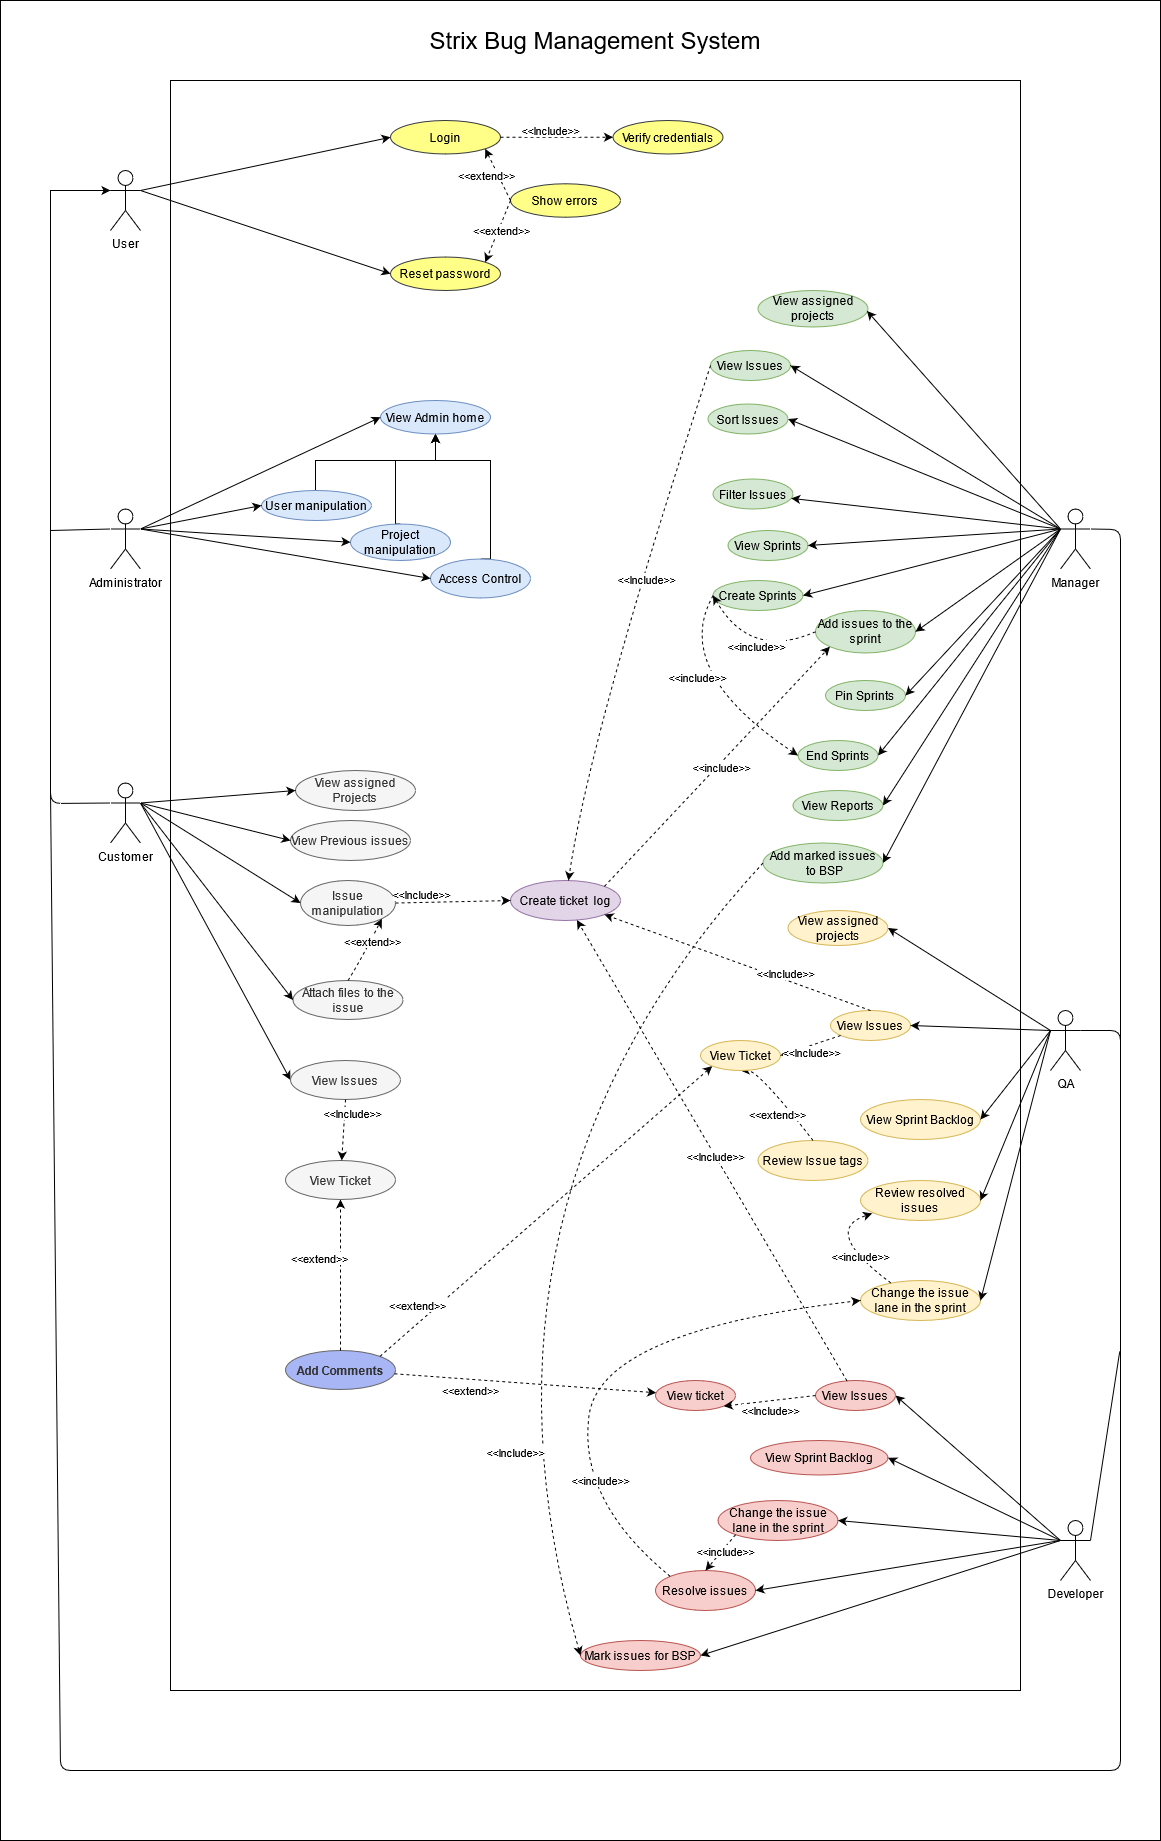 Strix Bug Management System
Login
<<Include>>
Verify credentials
<<extend>>
Show errors
<<extend>>
Reset password
User
View assigned
projects
View Issues
Sort Issues
View Admin home
User manipulation
Project
manipulation
Access Control
Administrator
Filter Issues
View Sprints
Manager
<<Include>>
Create Sprints
Add issues to the
sprint
<<include>>
<<include>>
Pin Sprints
End Sprints
<<include>>
View Reports
View assigned
Projects
View Previous issues
Customer
Add marked issues
to BSP
Issue
manipulation
<<Include>>
Create ticket log
<<extend>>
Attach files to the
issue
View assigned
projects
<<Include>>
View Issues
View Ticket
<<Include>>
QA
View Issues
<<Include>>
<<extend>>
View Sprint Backlog
<<Include>>
Review Issue tags
View Ticket
Review resolved
issues
<<extend>>
<<include>>
<<extend>>
Change the issue
lane in the sprint
Add Comments
<<extend>>
View ticket
<<Include>>
View Issues
<<Include>>
View Sprint Backlog
<<include>>
Change the issue
lane in the sprint
<<include>>
Resolve issues
Developer
Mark issues for BSP